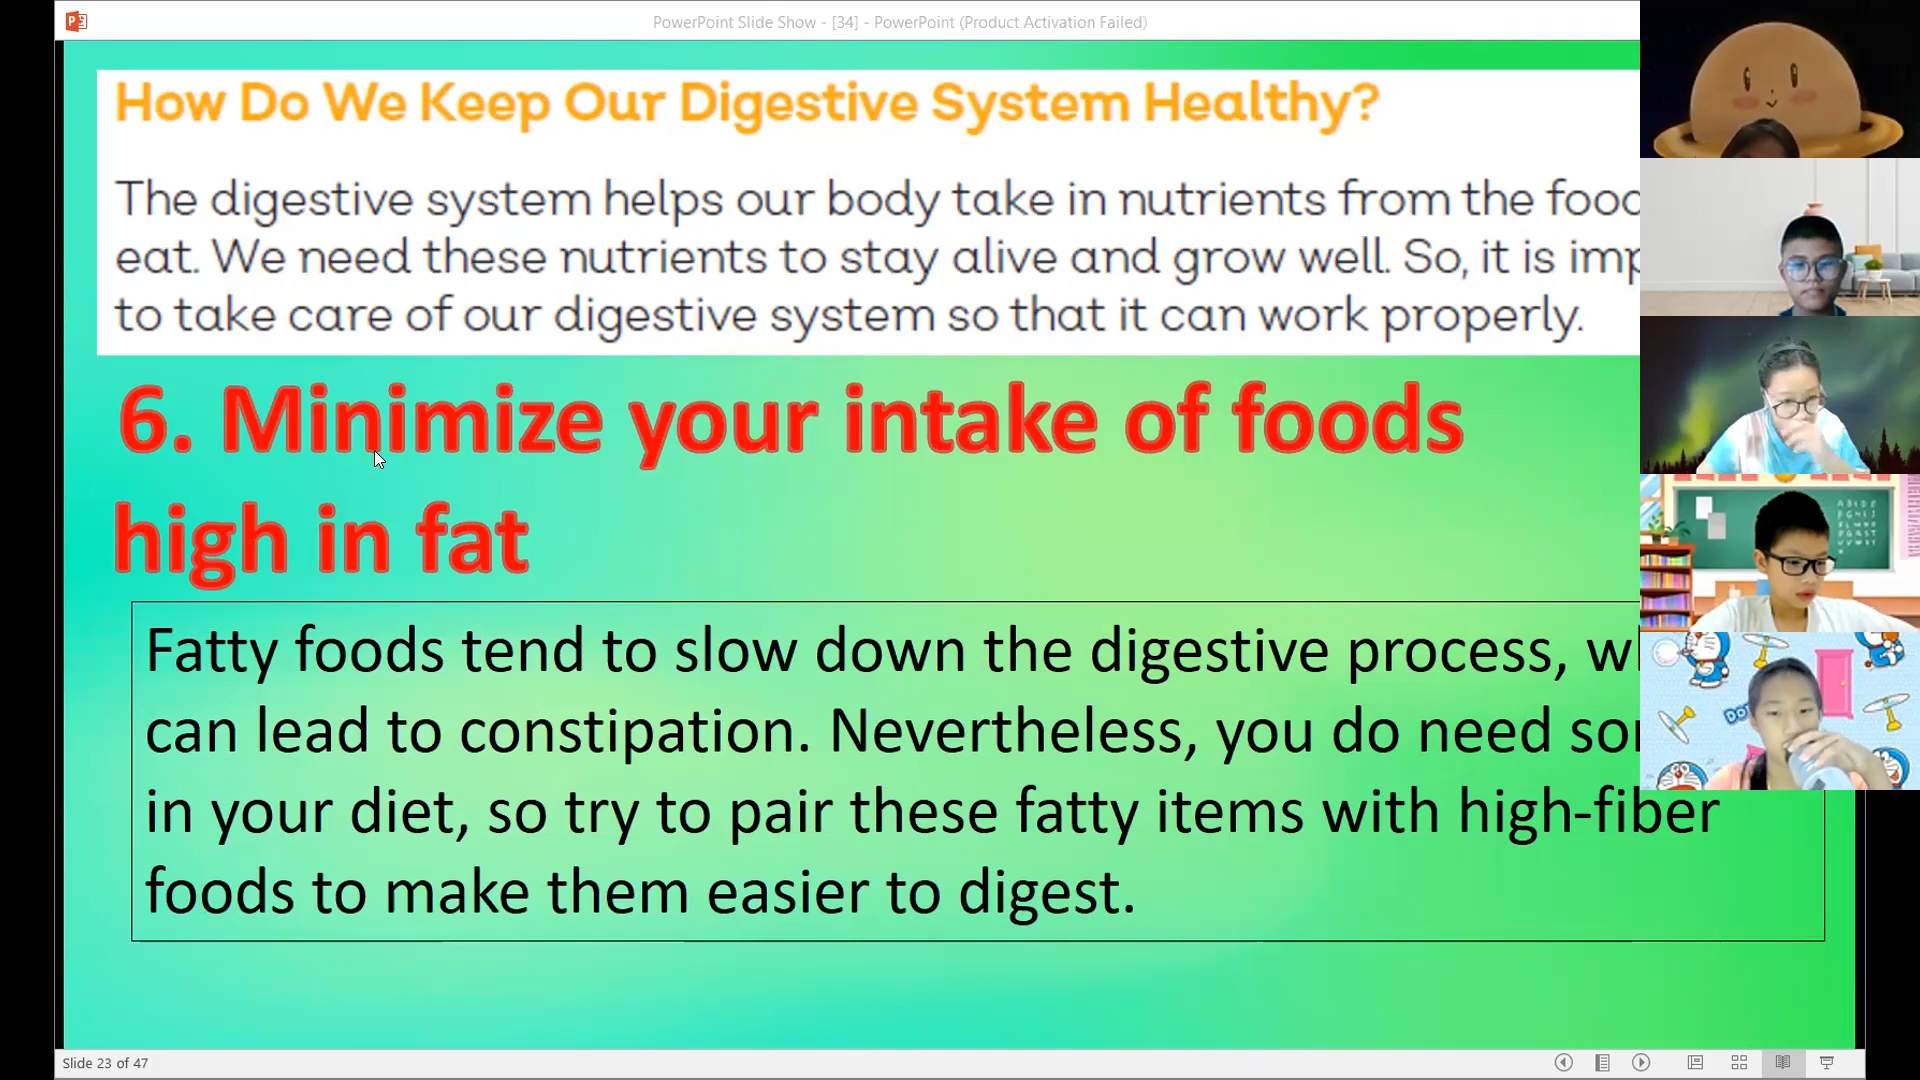 PowerPoint Slide Show - [34] - PowerPoint (Product Activation Failed)
How Do We Keep Our Digestive System Healthy?
The digestive system helps our body take in nutrients from the
eat. We need these nutrients to stay alive and grow well. So, it is
to take care of our digestive system so that it can work properly.
6. Minimize your intake of foods
high in fat
Fatty foods tend to slow down the digestive process,
can lead to constipation. Nevertheless, you do need
in your diet, so try to pair these fatty items with high-fiber
foods to make them easier to digest.
Slide 23 of 47